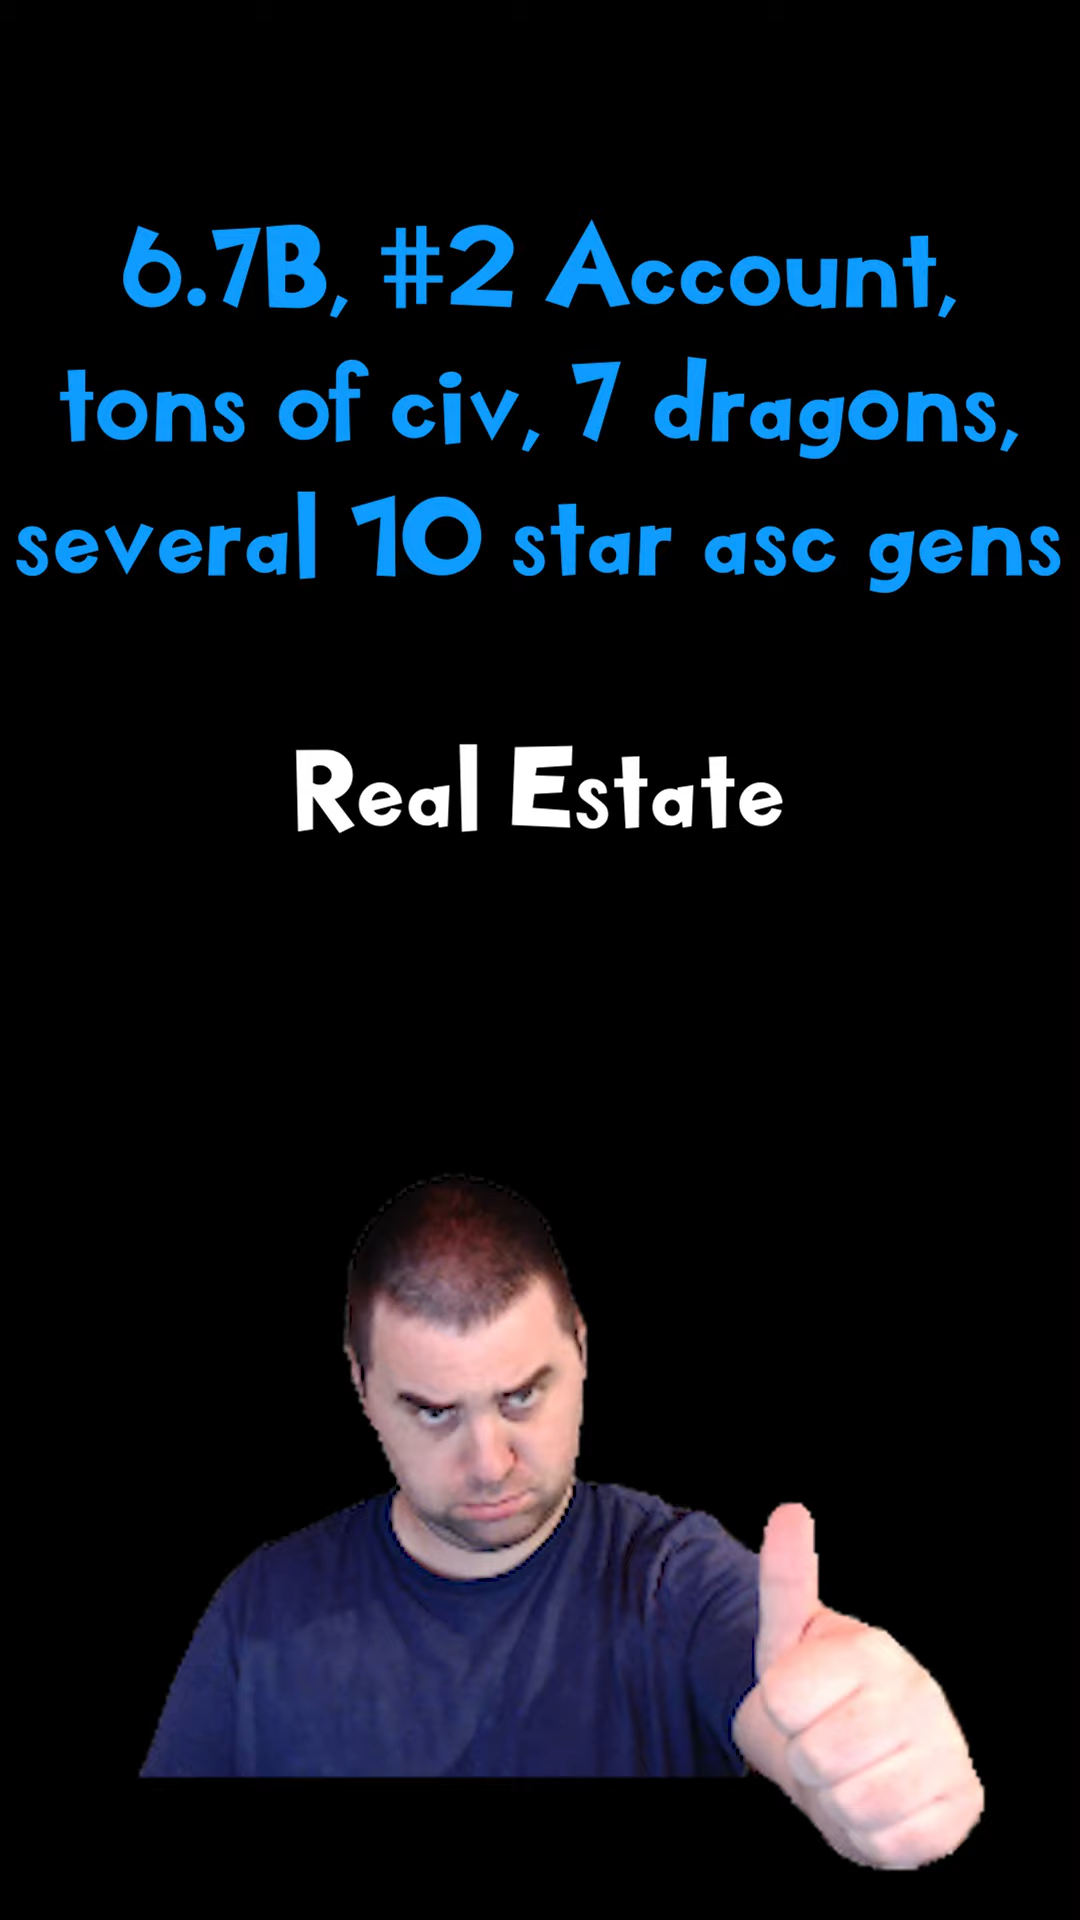 6.7B, #2 Account,
tons of civ, 7 dragons,
several 10 star asc gens
Real Estate